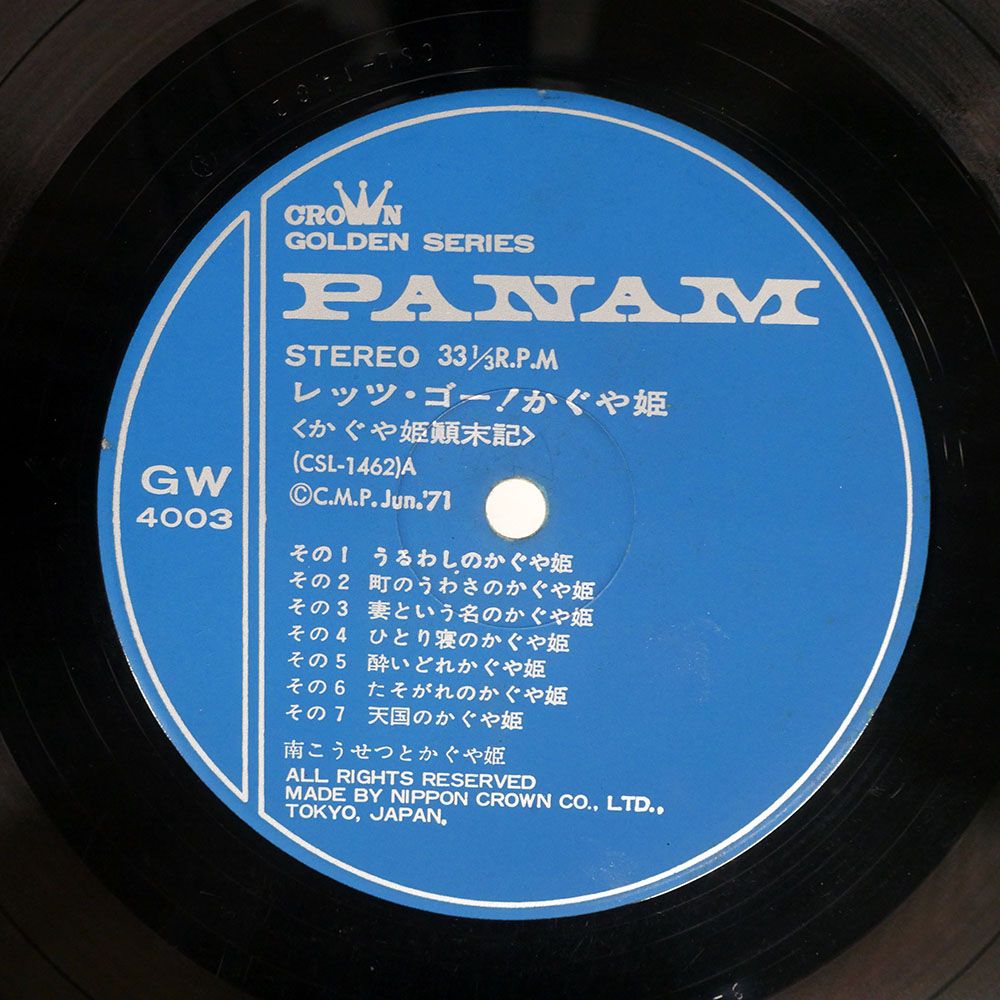 CROWN
GOLDEN SERIES
PANAM
STEREO 33 1/3 R.P.M
レッツ・ゴー!かぐや姫
<かぐや姫顚末記>
(CSL-1462)A
©C.M.P. Jun.'71
GW
4003
その1 うるわしのかぐや姫
その2 町のうわさのかぐや姫
その3 妻という名のかぐや姫
その4 ひとり寝のかぐや姫
その5 酔いどれかぐや姫
その6 たそがれのかぐや姫
その7 天国のかぐや姫
南こうせつとかぐや姫
ALL RIGHTS RESERVED
MADE BY NIPPON CROWN CO., LTD.,
TOKYO, JAPAN.